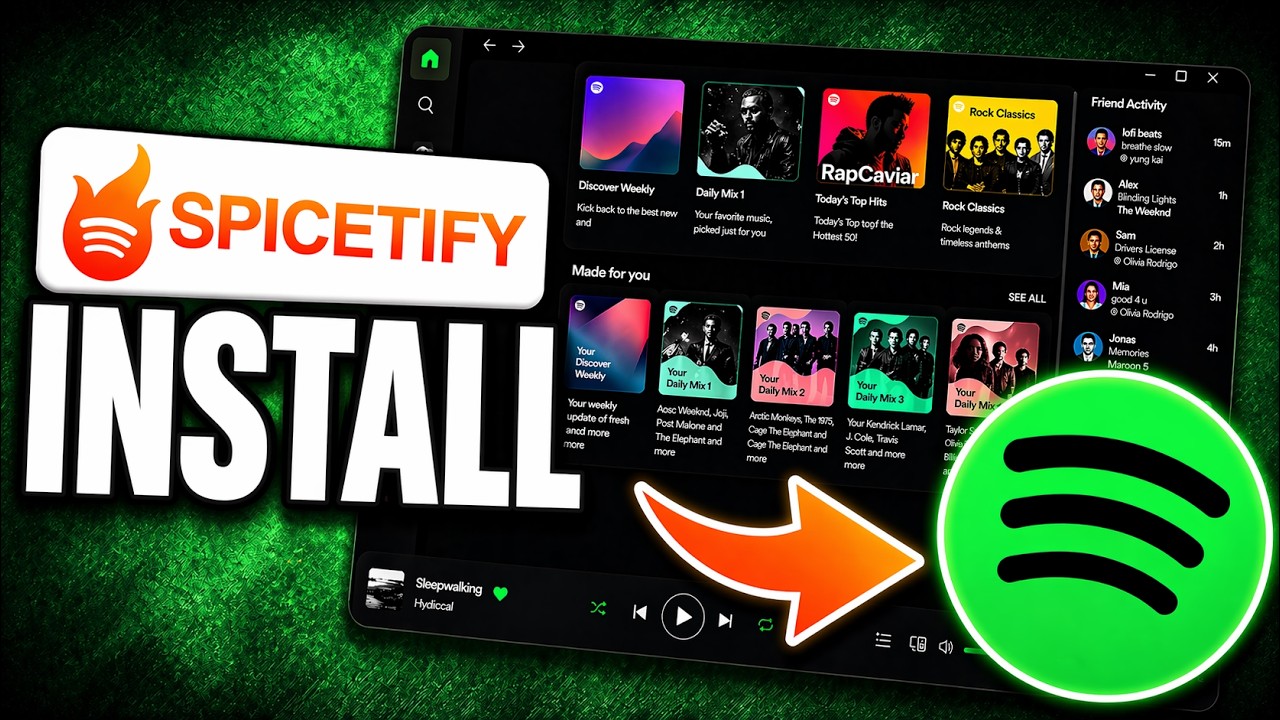 SPICETIFY
INSTALL
Discover Weekly
Kick back to the best new
and
Daily Mix 1
Your favorite music,
picked just for you
RapCaviar
Today's Top Hits
Today's Top tof the
Hottest 50!
Rock Classics
Rock Classics
Rock legends &
timeless anthems
Made for you
SEE ALL
Your
Discover
Weekly
Your weekly
update of fresh
and more
more
Your
Daily Mix 1
Aosc Weeknd, Joji,
Post Malone and
The Elephant and
more
Your
Daily Mix 2
Arctic Monkeys, The 1975,
Cage The Elephant and
Cage The Elephant and
more
Your
Daily Mix 3
Your Kendrick Lamar,
J. Cole, Travis
Scott and more
more
Your
Daily Mix
Taylor
Friend Activity
lofi beats
15m
breathe slow
yung kai
Alex
1h
Blinding Lights
The Weeknd
Sam
2h
Drivers License
Olivia Rodrigo
Mia
3h
good 4 u
Olivia Rodrigo
Jonas
4h
Memories
Maroon 5
Sleepwalking
Hydiccal